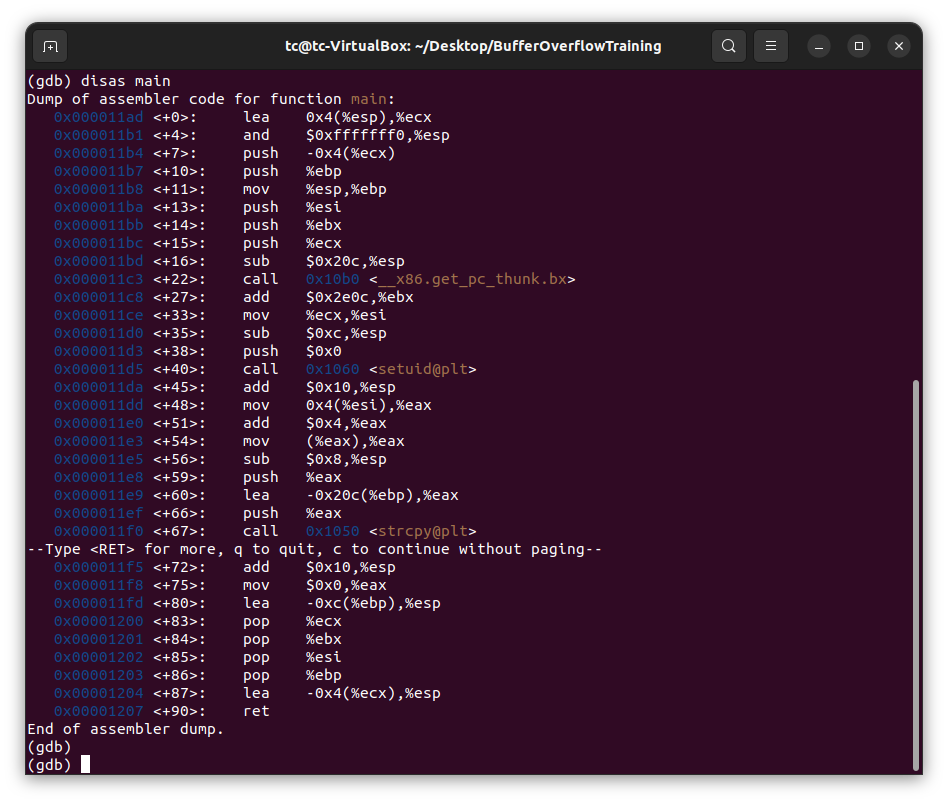 tc@tc-VirtualBox: ~/Desktop/BufferOverflowTraining
(gdb) disas main
Dump of assembler code for function main:
   0x000011ad <+0>:     lea    0x4(%esp),%ecx
   0x000011b1 <+4>:     and    $0xfffffff0,%esp
   0x000011b4 <+7>:     push   -0x4(%ecx)
   0x000011b7 <+10>:    push   %ebp
   0x000011b8 <+11>:    mov    %esp,%ebp
   0x000011ba <+13>:    push   %esi
   0x000011bb <+14>:    push   %ebx
   0x000011bc <+15>:    push   %ecx
   0x000011bd <+16>:    sub    $0x20c,%esp
   0x000011c3 <+22>:    call   0x10b0 <__x86.get_pc_thunk.bx>
   0x000011c8 <+27>:    add    $0x2e0c,%ebx
   0x000011ce <+33>:    mov    %ecx,%esi
   0x000011d0 <+35>:    sub    $0xc,%esp
   0x000011d3 <+38>:    push   $0x0
   0x000011d5 <+40>:    call   0x1060 <setuid@plt>
   0x000011da <+45>:    add    $0x10,%esp
   0x000011dd <+48>:    mov    0x4(%esi),%eax
   0x000011e0 <+51>:    add    $0x4,%eax
   0x000011e3 <+54>:    mov    (%eax),%eax
   0x000011e5 <+56>:    sub    $0x8,%esp
   0x000011e8 <+59>:    push   %eax
   0x000011e9 <+60>:    lea    -0x20c(%ebp),%eax
   0x000011ef <+66>:    push   %eax
   0x000011f0 <+67>:    call   0x1050 <strcpy@plt>
--Type <RET> for more, q to quit, c to continue without paging--
   0x000011f5 <+72>:    add    $0x10,%esp
   0x000011f8 <+75>:    mov    $0x0,%eax
   0x000011fd <+80>:    lea    -0xc(%ebp),%esp
   0x00001200 <+83>:    pop    %ecx
   0x00001201 <+84>:    pop    %ebx
   0x00001202 <+85>:    pop    %esi
   0x00001203 <+86>:    pop    %ebp
   0x00001204 <+87>:    lea    -0x4(%ecx),%esp
   0x00001207 <+90>:    ret
End of assembler dump.
(gdb)
(gdb)